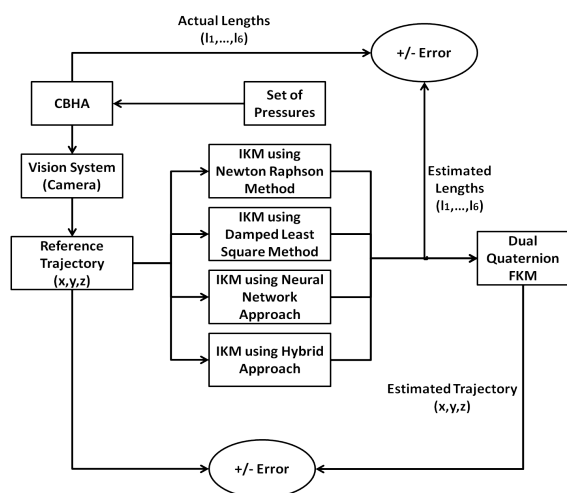 Actual Lengths
(l1,...,l6)
+/- Error
CBHA
Set of
Pressures
Vision System
(Camera)
IKM using
Newton Raphson
Method
Estimated
Lengths
(l1,...,l6)
IKM using
Damped Least
Square Method
Reference
Trajectory
(x,y,z)
Dual
Quaternion
FKM
IKM using Neural
Network
Approach
IKM using Hybrid
Approach
Estimated Trajectory
(x,y,z)
+/- Error